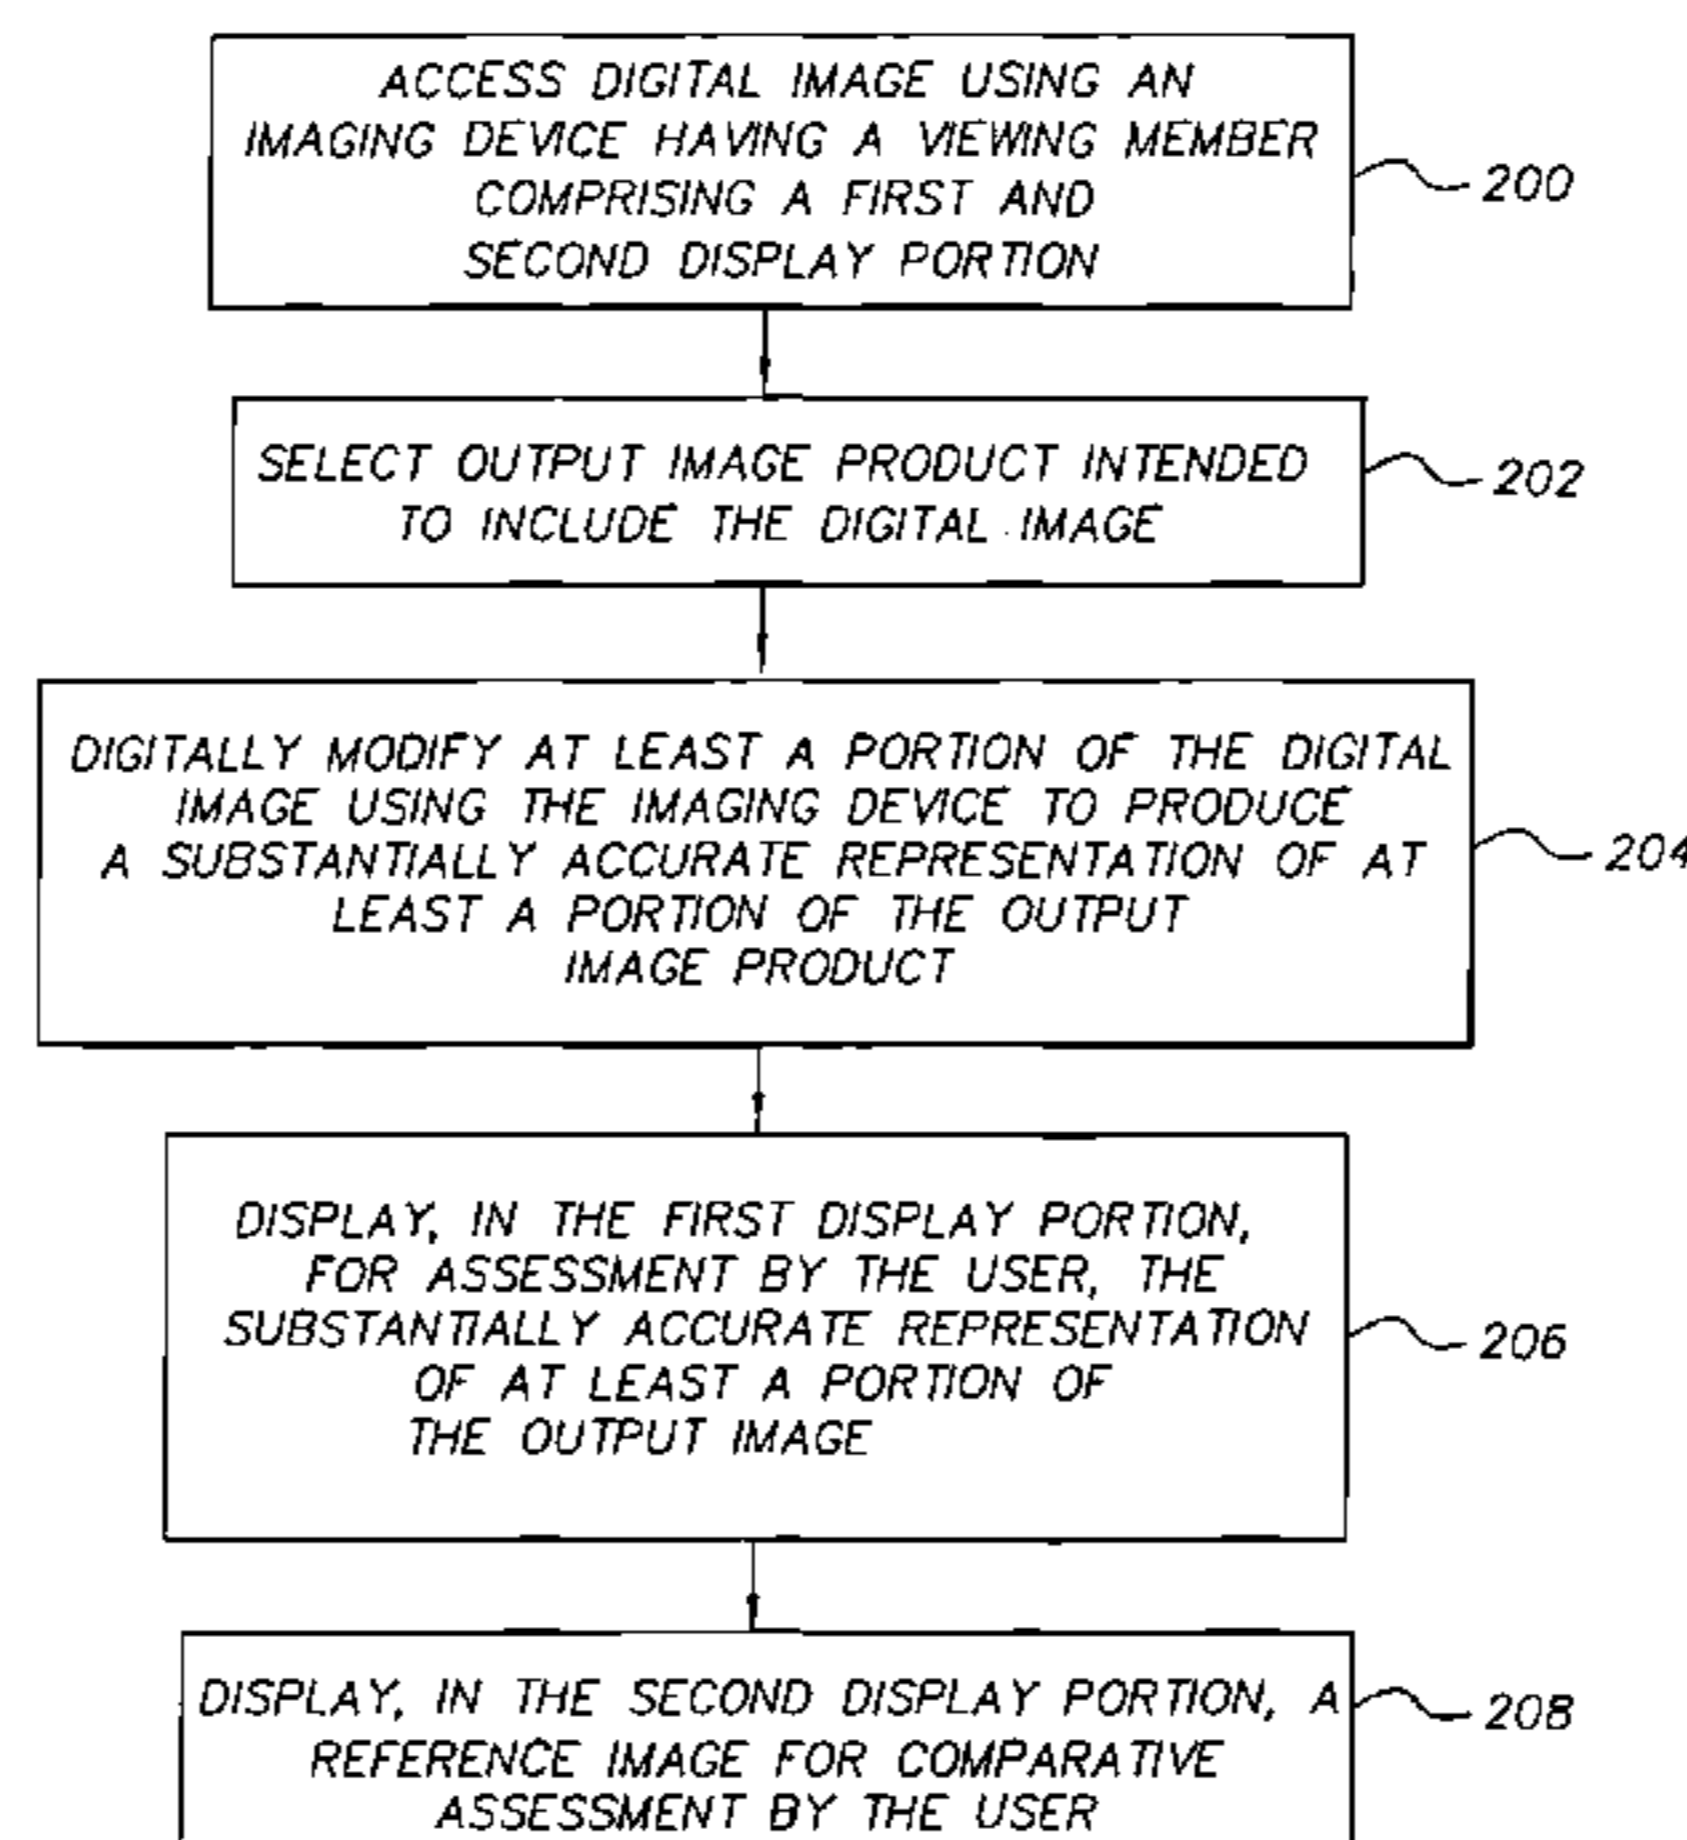 ACCESS DIGITAL IMAGE USING AN
IMAGING DEVICE HAVING A VIEWING MEMBER
COMPRISING A FIRST AND
SECOND DISPLAY PORTION
200
SELECT OUTPUT IMAGE PRODUCT INTENDED
TO INCLUDE THE DIGITAL IMAGE
202
DIGITALLY MODIFY AT LEAST A PORTION OF THE DIGITAL
IMAGE USING THE IMAGING DEVICE TO PRODUCE
A SUBSTANTIALLY ACCURATE REPRESENTATION OF AT
LEAST A PORTION OF THE OUTPUT
IMAGE PRODUCT
204
DISPLAY, IN THE FIRST DISPLAY PORTION,
FOR ASSESSMENT BY THE USER, THE
SUBSTANTIALLY ACCURATE REPRESENTATION
OF AT LEAST A PORTION OF
THE OUTPUT IMAGE
206
DISPLAY, IN THE SECOND DISPLAY PORTION, A
REFERENCE IMAGE FOR COMPARATIVE
ASSESSMENT BY THE USER
208